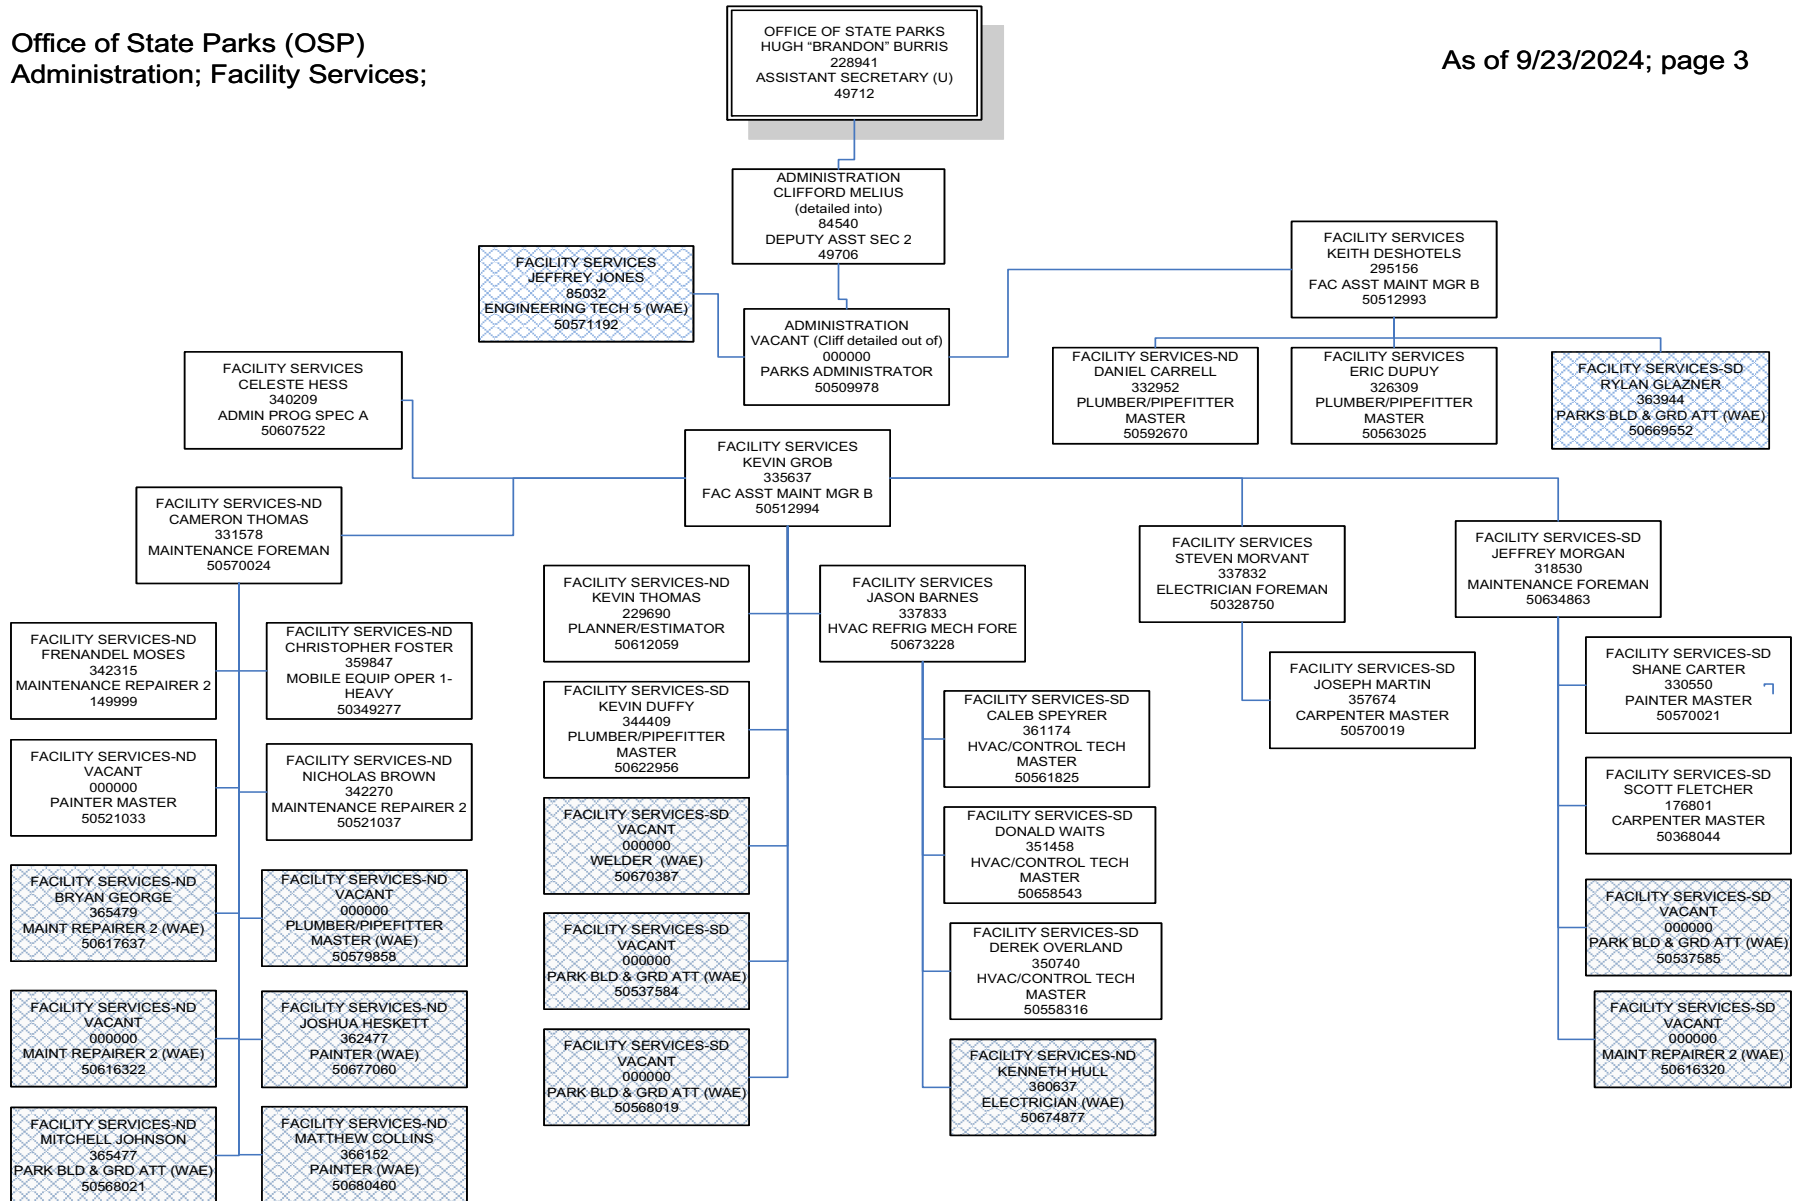 Office of State Parks (OSP)
Administration; Facility Services;
As of 9/23/2024; page 3
OFFICE OF STATE PARKS
HUGH “BRANDON” BURRIS
228941
ASSISTANT SECRETARY (U)
49712
ADMINISTRATION
CLIFFORD MELIUS
(detailed into)
84540
DEPUTY ASST SEC 2
49706
FACILITY SERVICES
JEFFREY JONES
85032
ENGINEERING TECH 5 (WAE)
50571192
ADMINISTRATION
VACANT (Cliff detailed out of)
000000
PARKS ADMINISTRATOR
50509978
FACILITY SERVICES
KEITH DESHOTELS
295156
FAC ASST MAINT MGR B
50512993
FACILITY SERVICES-ND
DANIEL CARRELL
332952
PLUMBER/PIPEFITTER
MASTER
50592670
FACILITY SERVICES
ERIC DUPUY
326309
PLUMBER/PIPEFITTER
MASTER
50563025
FACILITY SERVICES-SD
RYLAN GLAZNER
363944
PARKS BLD & GRD ATT (WAE)
50669552
FACILITY SERVICES
CELESTE HESS
340209
ADMIN PROG SPEC A
50607522
FACILITY SERVICES
KEVIN GROB
335637
FAC ASST MAINT MGR B
50512994
FACILITY SERVICES-ND
CAMERON THOMAS
331578
MAINTENANCE FOREMAN
50570024
FACILITY SERVICES
STEVEN MORVANT
337832
ELECTRICIAN FOREMAN
50328750
FACILITY SERVICES-SD
JEFFREY MORGAN
318530
MAINTENANCE FOREMAN
50634863
FACILITY SERVICES-ND
KEVIN THOMAS
229690
PLANNER/ESTIMATOR
50612059
FACILITY SERVICES
JASON BARNES
337833
HVAC REFRIG MECH FORE
50673228
FACILITY SERVICES-ND
FRENANDEL MOSES
342315
MAINTENANCE REPAIRER 2
149999
FACILITY SERVICES-ND
CHRISTOPHER FOSTER
359847
MOBILE EQUIP OPER 1-
HEAVY
50349277
FACILITY SERVICES-SD
KEVIN DUFFY
344409
PLUMBER/PIPEFITTER
MASTER
50622956
FACILITY SERVICES-SD
CALEB SPEYRER
361174
HVAC/CONTROL TECH
MASTER
50561825
FACILITY SERVICES-SD
JOSEPH MARTIN
357674
CARPENTER MASTER
50570019
FACILITY SERVICES-SD
SHANE CARTER
330550
PAINTER MASTER
50570021
FACILITY SERVICES-ND
VACANT
000000
PAINTER MASTER
50521033
FACILITY SERVICES-ND
NICHOLAS BROWN
342270
MAINTENANCE REPAIRER 2
50521037
FACILITY SERVICES-SD
VACANT
000000
WELDER (WAE)
50670387
FACILITY SERVICES-SD
DONALD WAITS
351458
HVAC/CONTROL TECH
MASTER
50658543
FACILITY SERVICES-SD
SCOTT FLETCHER
176801
CARPENTER MASTER
50368044
FACILITY SERVICES-ND
BRYAN GEORGE
365479
MAINT REPAIRER 2 (WAE)
50617637
FACILITY SERVICES-ND
VACANT
000000
PLUMBER/PIPEFITTER
MASTER (WAE)
50579858
FACILITY SERVICES-SD
VACANT
000000
PARK BLD & GRD ATT (WAE)
50537584
FACILITY SERVICES-SD
DEREK OVERLAND
350740
HVAC/CONTROL TECH
MASTER
50558316
FACILITY SERVICES-SD
VACANT
000000
PARK BLD & GRD ATT (WAE)
50537585
FACILITY SERVICES-ND
VACANT
000000
MAINT REPAIRER 2 (WAE)
50616322
FACILITY SERVICES-ND
JOSHUA HESKETT
362477
PAINTER (WAE)
50677060
FACILITY SERVICES-SD
VACANT
000000
PARK BLD & GRD ATT (WAE)
50568019
FACILITY SERVICES-ND
KENNETH HULL
360637
ELECTRICIAN (WAE)
50674877
FACILITY SERVICES-SD
VACANT
000000
MAINT REPAIRER 2 (WAE)
50616320
FACILITY SERVICES-ND
MITCHELL JOHNSON
365477
PARK BLD & GRD ATT (WAE)
50568021
FACILITY SERVICES-ND
MATTHEW COLLINS
366152
PAINTER (WAE)
50680460